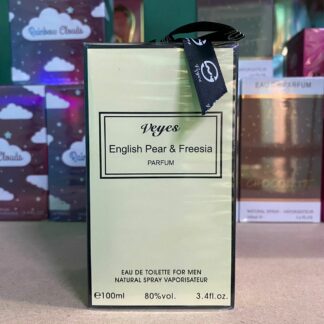 Rainbow Clouds
EAU DE PARFUM
Veyes
English Pear & Freesia
PARFUM
EAU DE TOILETTE FOR MEN
NATURAL SPRAY VAPORISATEUR
℮100ml 80%vol. 3.4fl.oz.
Rainbow Clouds
NATURAL SPRAY